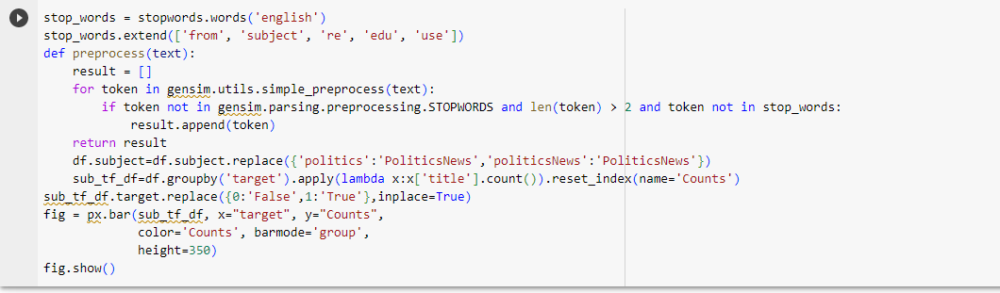 stop_words = stopwords.words('english')
stop_words.extend(['from', 'subject', 're', 'edu', 'use'])
def preprocess(text):
    result = []
    for token in gensim.utils.simple_preprocess(text):
        if token not in gensim.parsing.preprocessing.STOPWORDS and len(token) > 2 and token not in stop_words:
            result.append(token)
    return result
    df.subject=df.subject.replace({'politics':'PoliticsNews','politicsNews':'PoliticsNews'})
    sub_tf_df=df.groupby('target').apply(lambda x:x['title'].count()).reset_index(name='Counts')
sub_tf_df.target.replace({0:'False',1:'True'},inplace=True)
fig = px.bar(sub_tf_df, x="target", y="Counts",
             color='Counts', barmode='group',
             height=350)
fig.show()